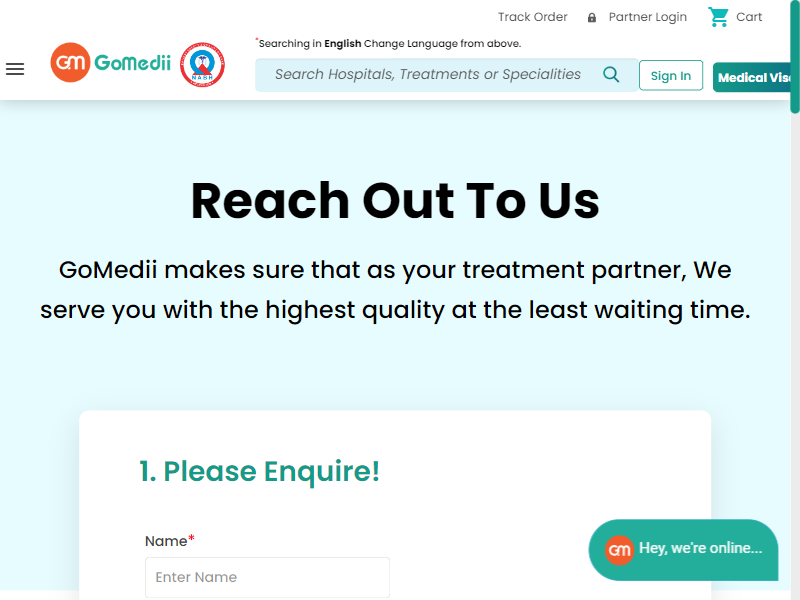 Track Order Partner Login Cart
*Searching in English Change Language from above.
GM GoMedii
NABH
Search Hospitals, Treatments or Specialities
Sign In
Medical Vis
Reach Out To Us
GoMedii makes sure that as your treatment partner, We
serve you with the highest quality at the least waiting time.
1. Please Enquire!
Name*
Enter Name
GM Hey, we're online...